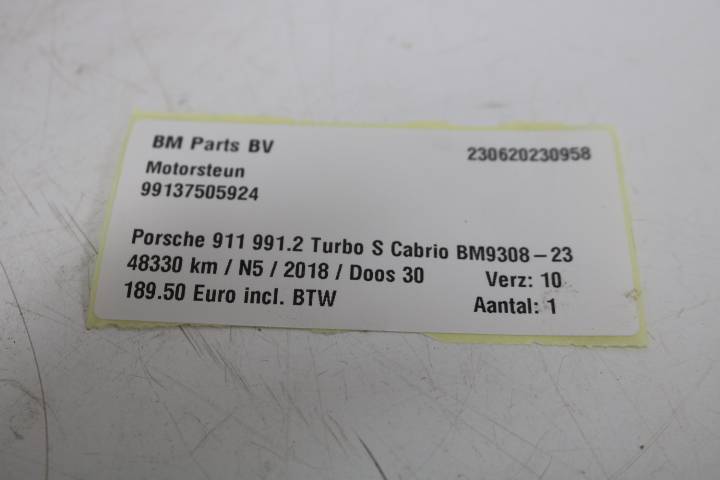 BM Parts BV 230620230958
Motorsteun
99137505924
Porsche 911 991.2 Turbo S Cabrio BM9308-23
48330 km / N5 / 2018 / Doos 30 Verz: 10
189.50 Euro incl. BTW Aantal: 1